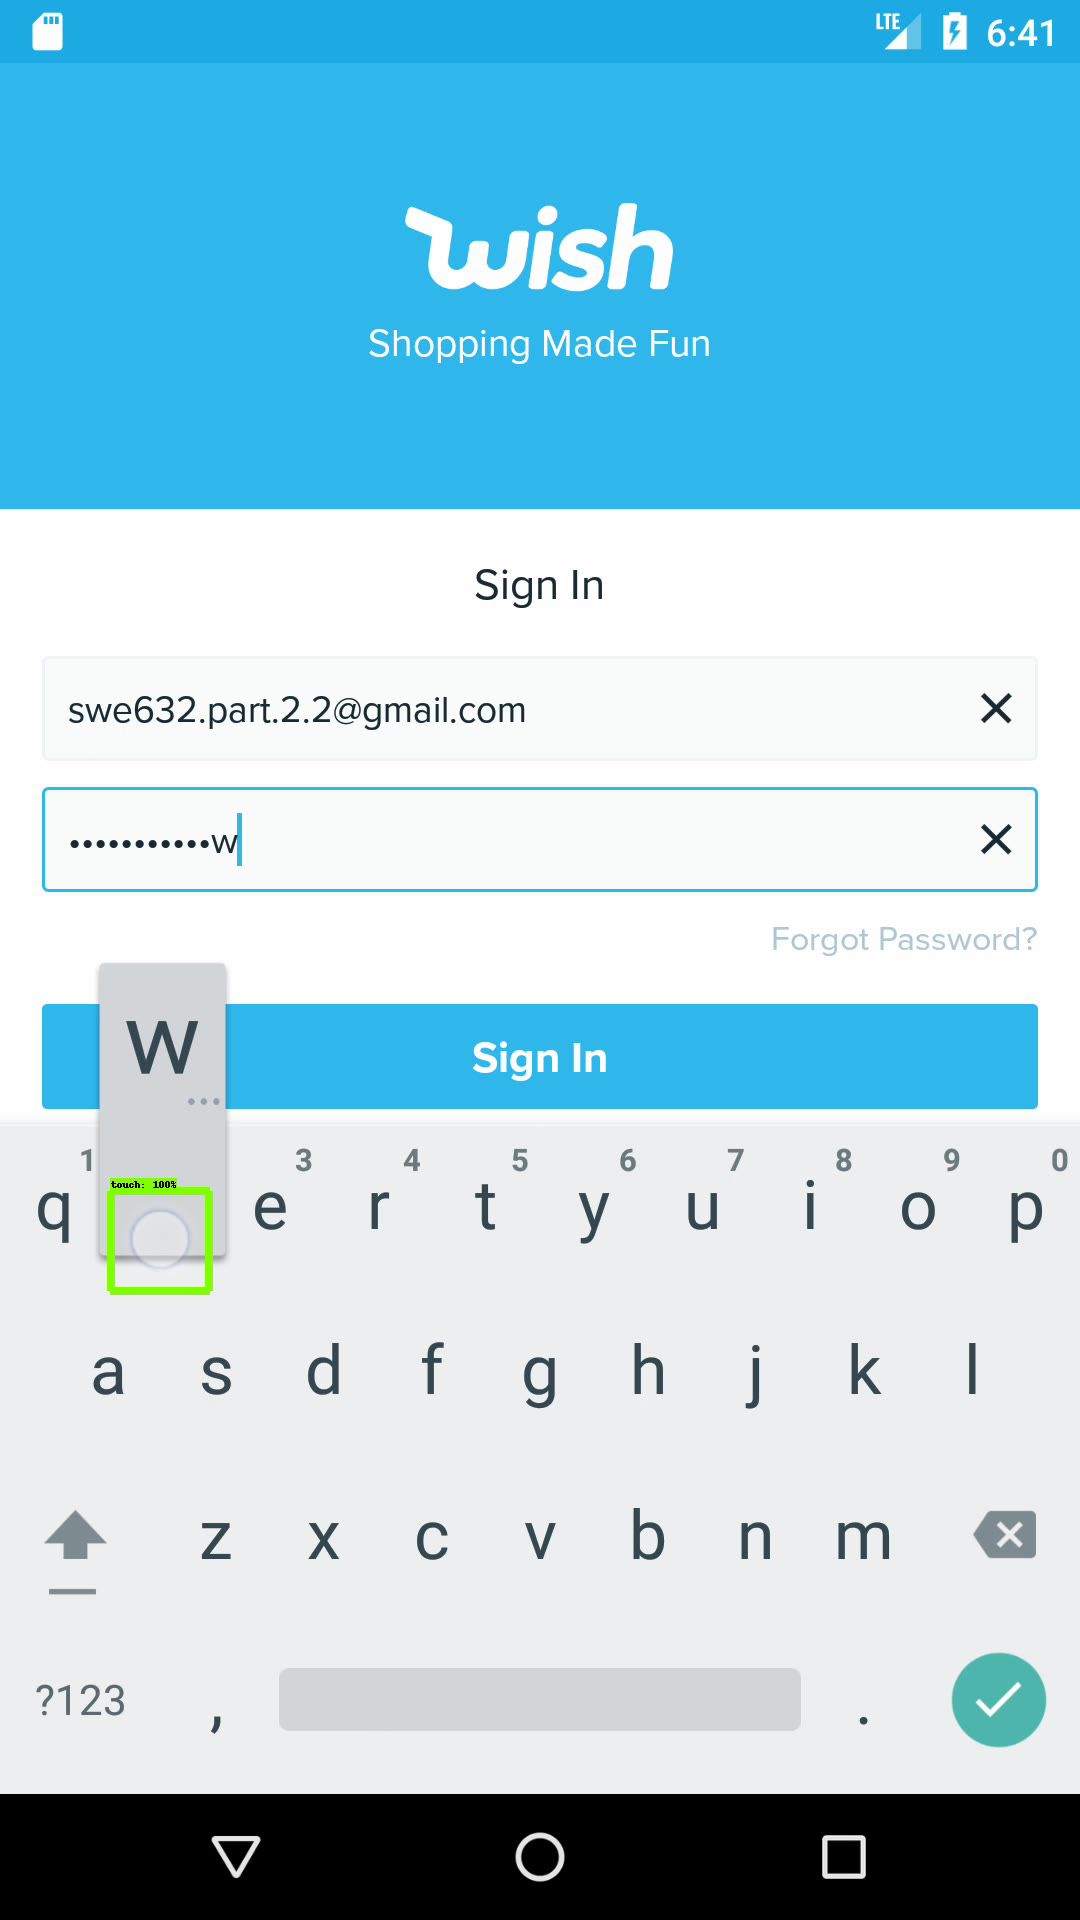 LTE 6:41
wish
Shopping Made Fun
Sign In
swe632.part.2.2@gmail.com
•••••••••••w
Forgot Password?
w
...
Sign In
1 3 4 5 6 7 8 9 0
q e r t y u i o p
touch: 100%
a s d f g h j k l
z x c v b n m
?123 , .